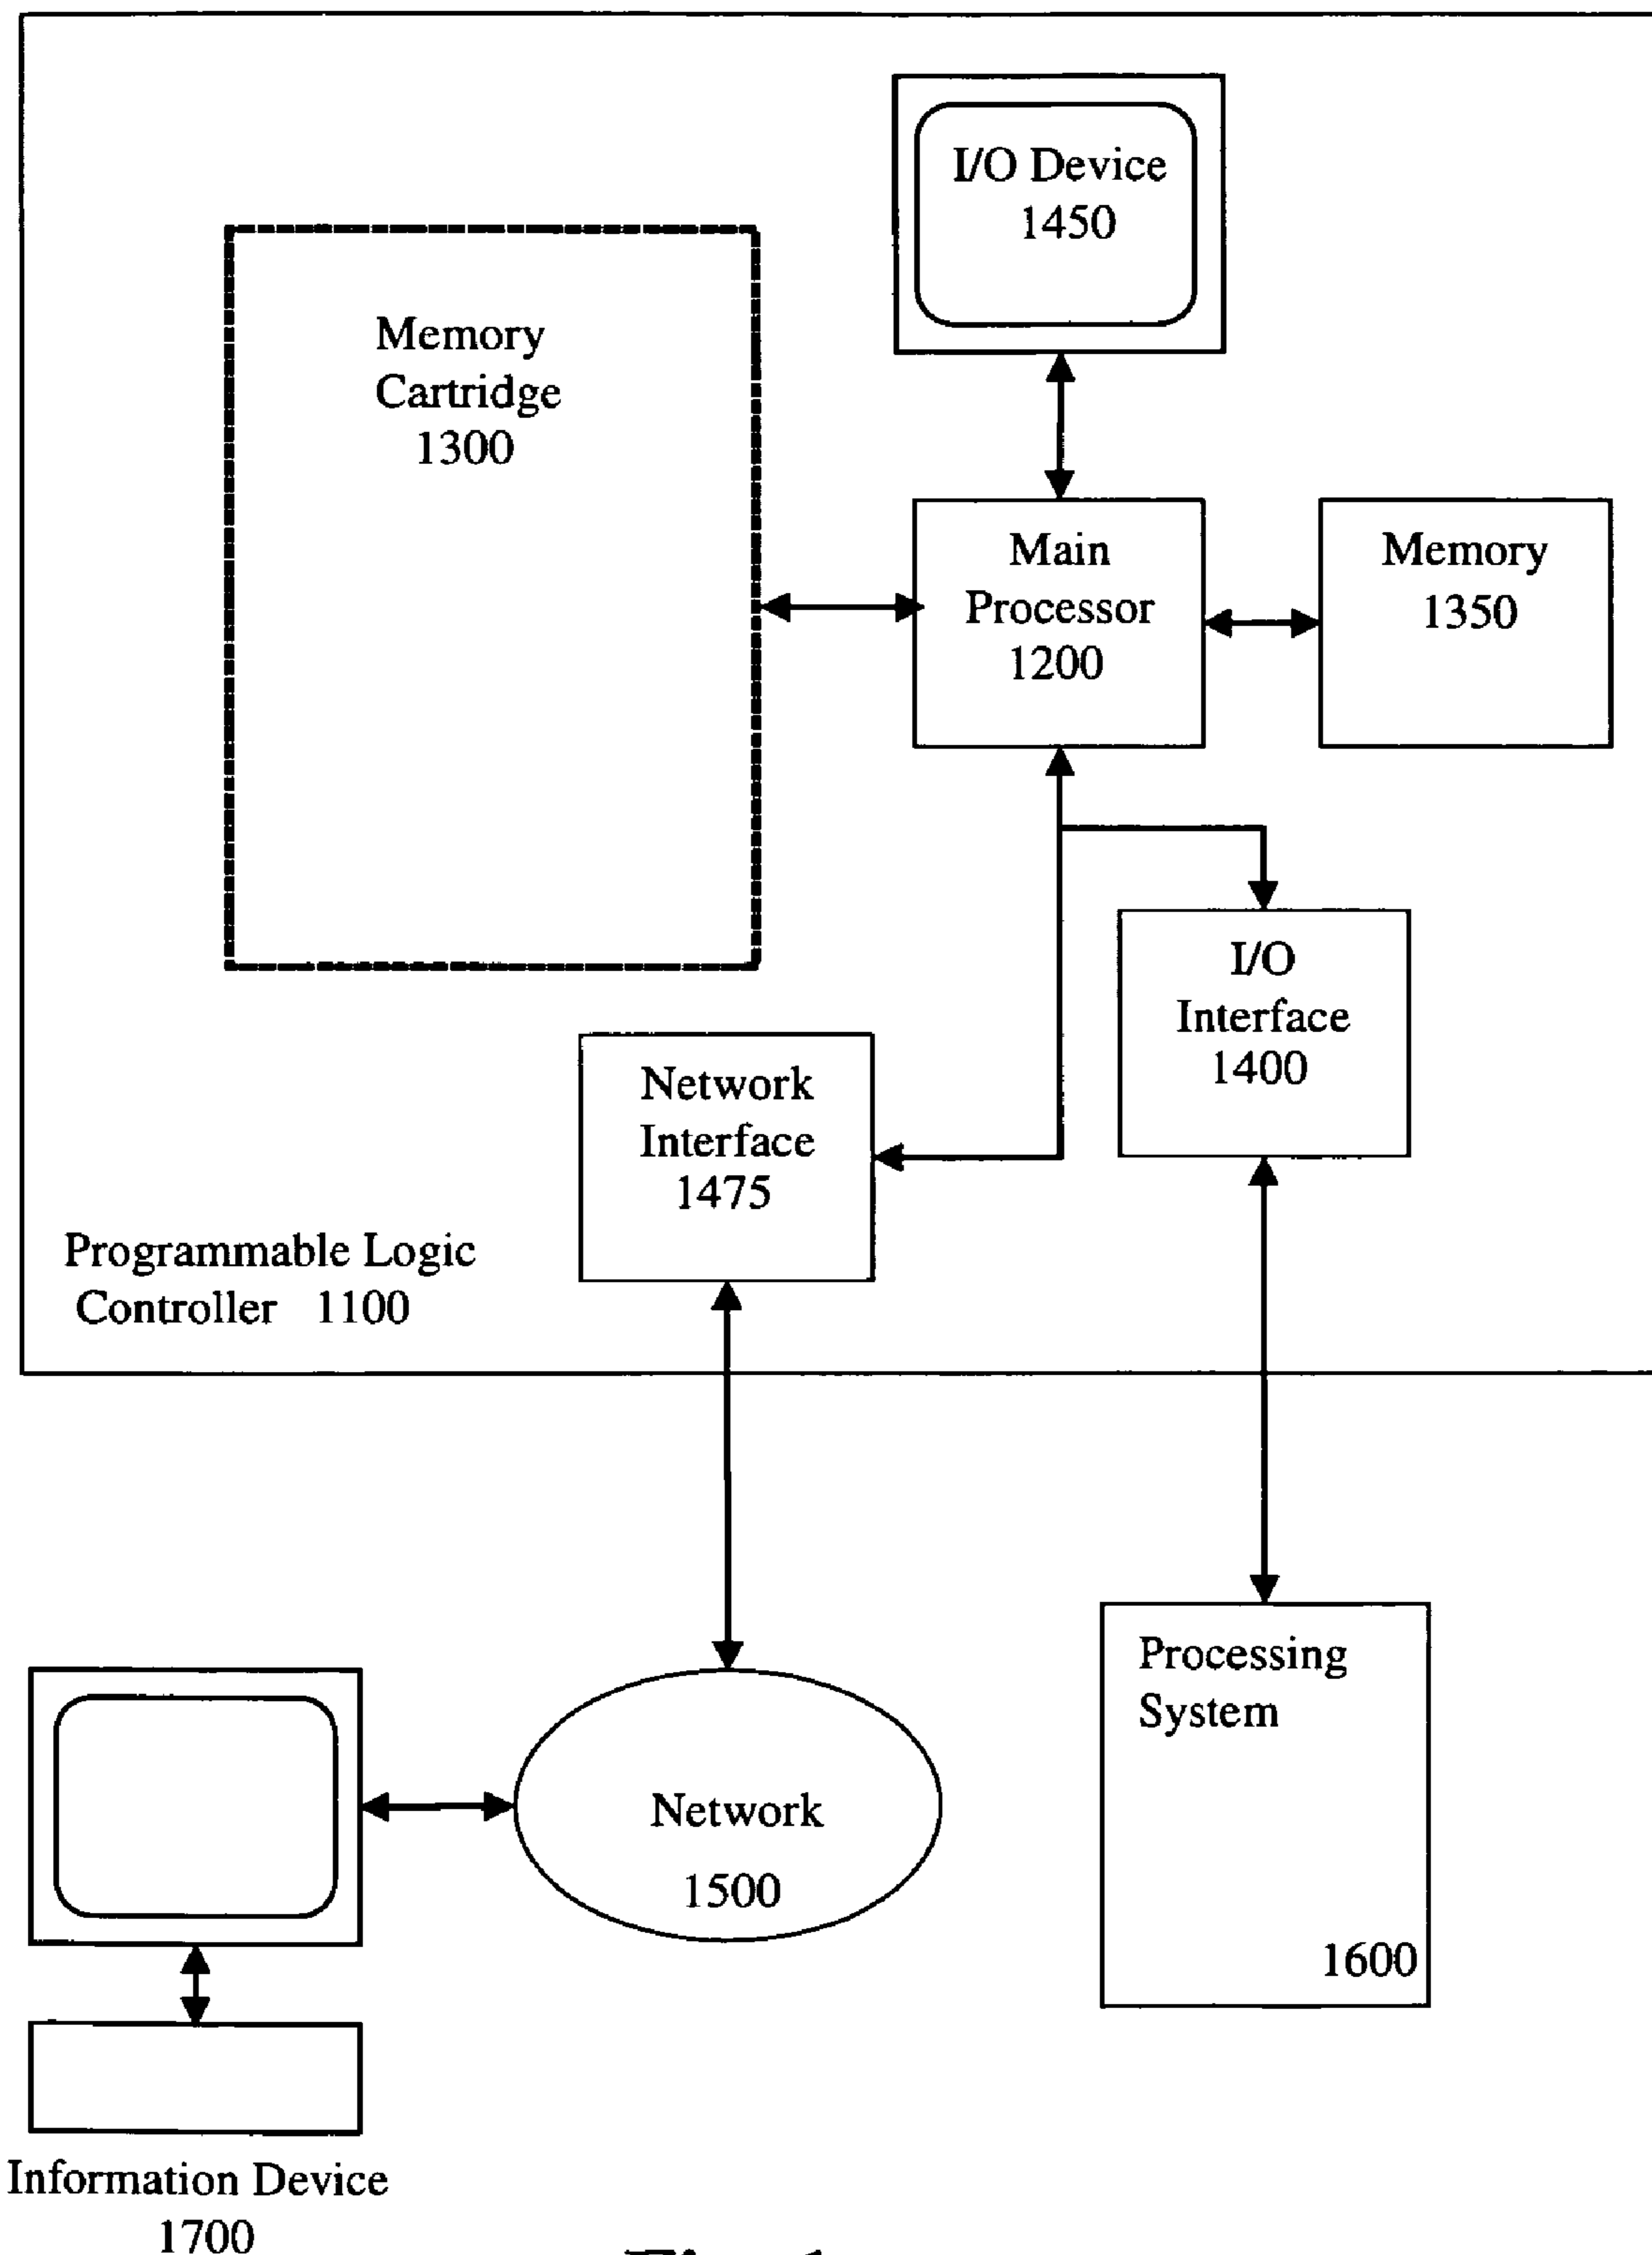 I/O Device
1450
Memory
Cartridge
1300
Main
Processor
1200
Memory
1350
I/O
Interface
1400
Network
Interface
1475
Programmable Logic
Controller 1100
Processing
System
1600
Network
1500
Information Device
1700